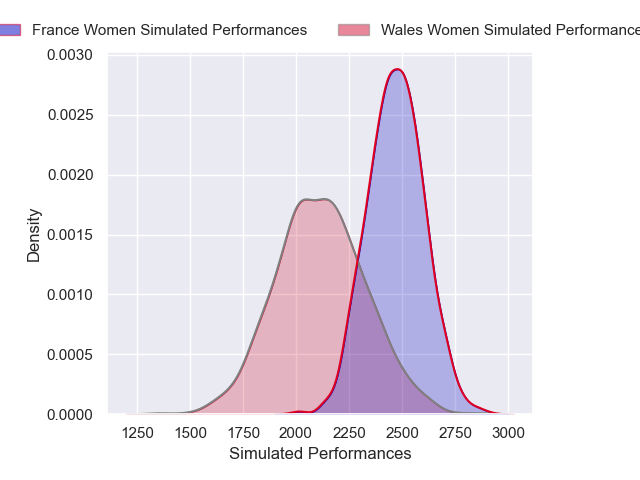 France Women Simulated Performances Wales Women Simulated Performance
0.0030
0.0025
0.0020
0.0015
0.0010
0.0005
0.0000
Density
1250 1500 1750 2000 2250 2500 2750 3000
Simulated Performances